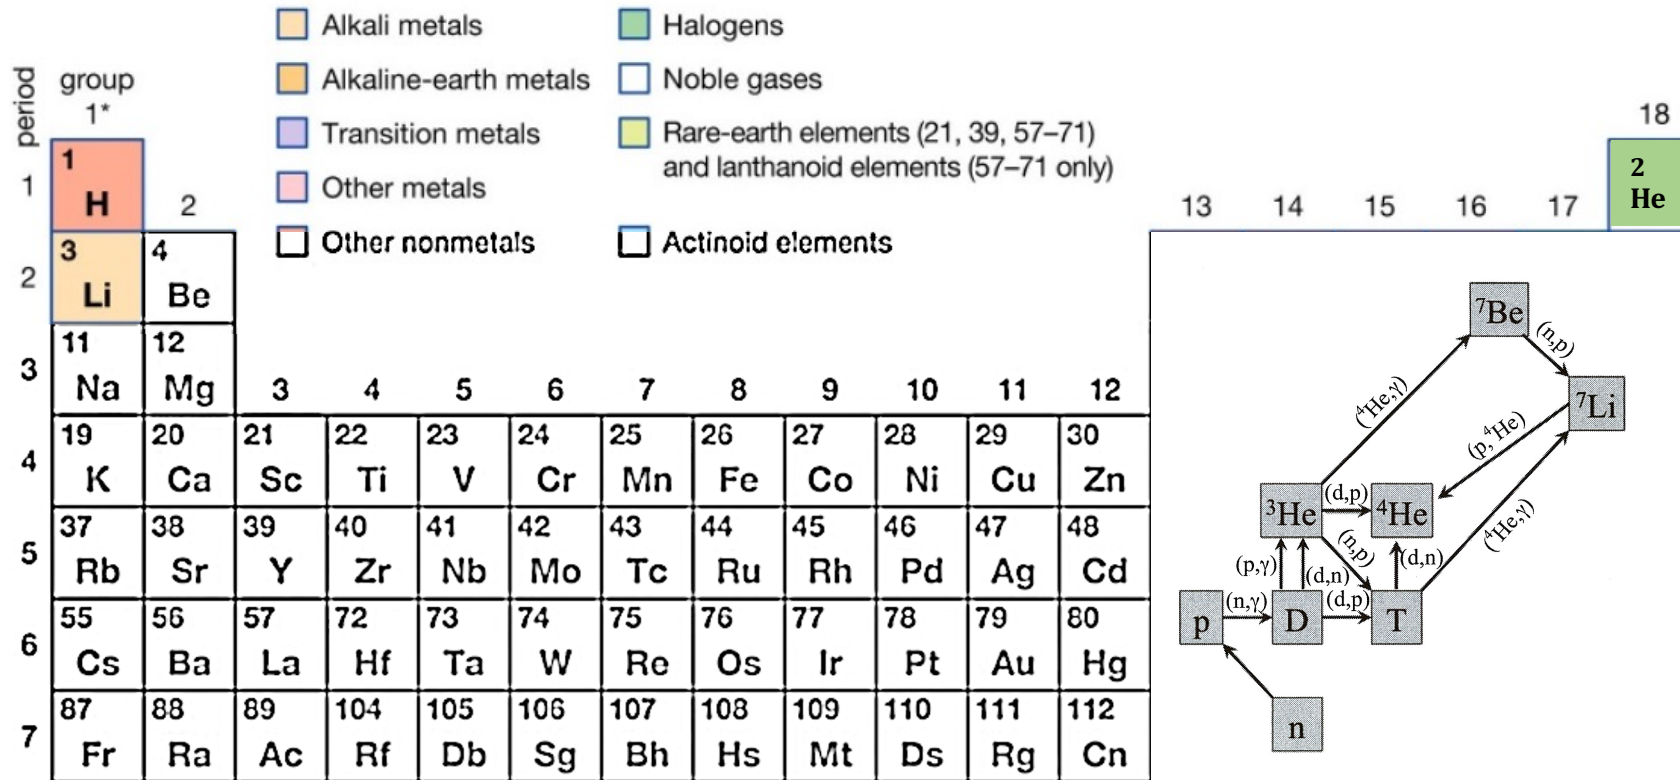 Alkali metals
Alkaline-earth metals
Transition metals
Other metals
Other nonmetals
Halogens
Noble gases
Rare-earth elements (21, 39, 57–71)
and lanthanoid elements (57–71 only)
Actinoid elements
period
group
1*
2
13 14 15 16 17
18
1
1
H
2
He
2
3 4
Li Be
3
11 12
Na Mg
3 4 5 6 7 8 9 10 11 12
4
19 20 21 22 23 24 25 26 27 28 29 30
K Ca Sc Ti V Cr Mn Fe Co Ni Cu Zn
5
37 38 39 40 41 42 43 44 45 46 47 48
Rb Sr Y Zr Nb Mo Tc Ru Rh Pd Ag Cd
6
55 56 57 72 73 74 75 76 77 78 79 80
Cs Ba La Hf Ta W Re Os Ir Pt Au Hg
7
87 88 89 104 105 106 107 108 109 110 111 112
Fr Ra Ac Rf Db Sg Bh Hs Mt Ds Rg Cn
⁷Be
(n,p)
⁷Li
(⁴He,γ)
(p,⁴He)
³He
(d,p)
⁴He
(⁴He,γ)
(p,γ)
(d,n)
(n,p)
(d,n)
p
(n,γ)
D
(d,p)
T
n